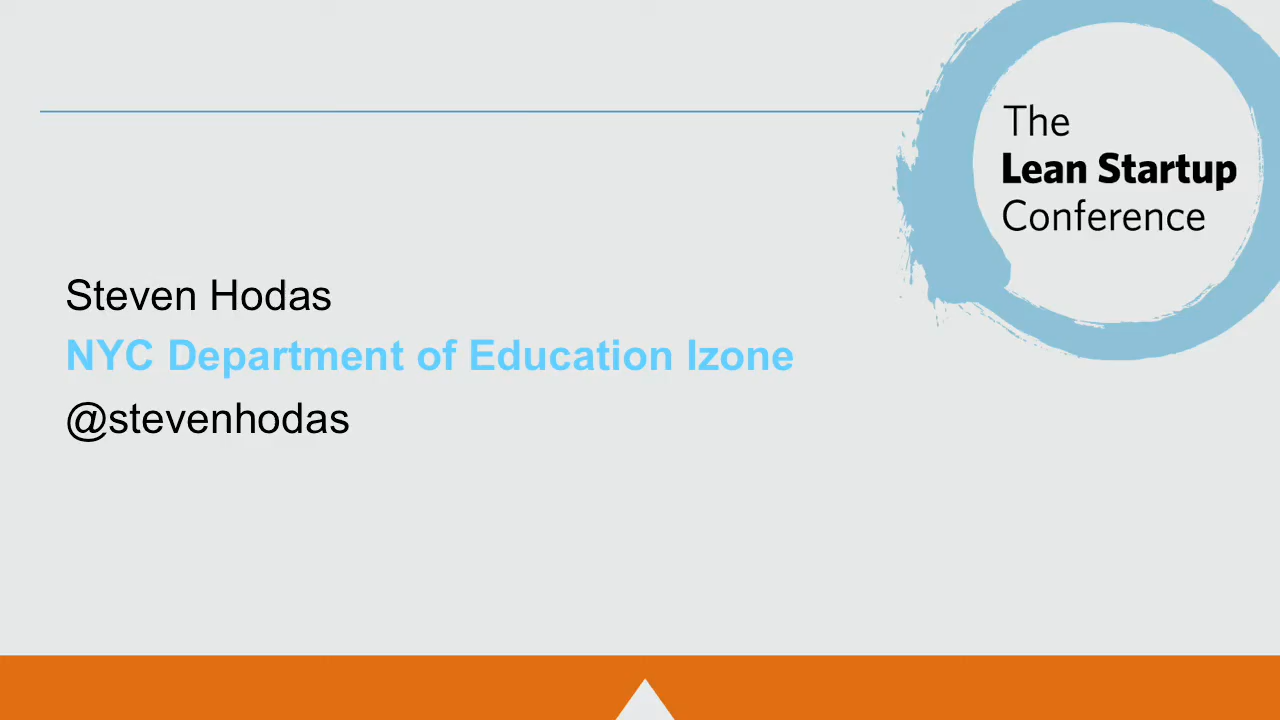 The
Lean Startup
Conference
Steven Hodas
NYC Department of Education Izone
@stevenhodas